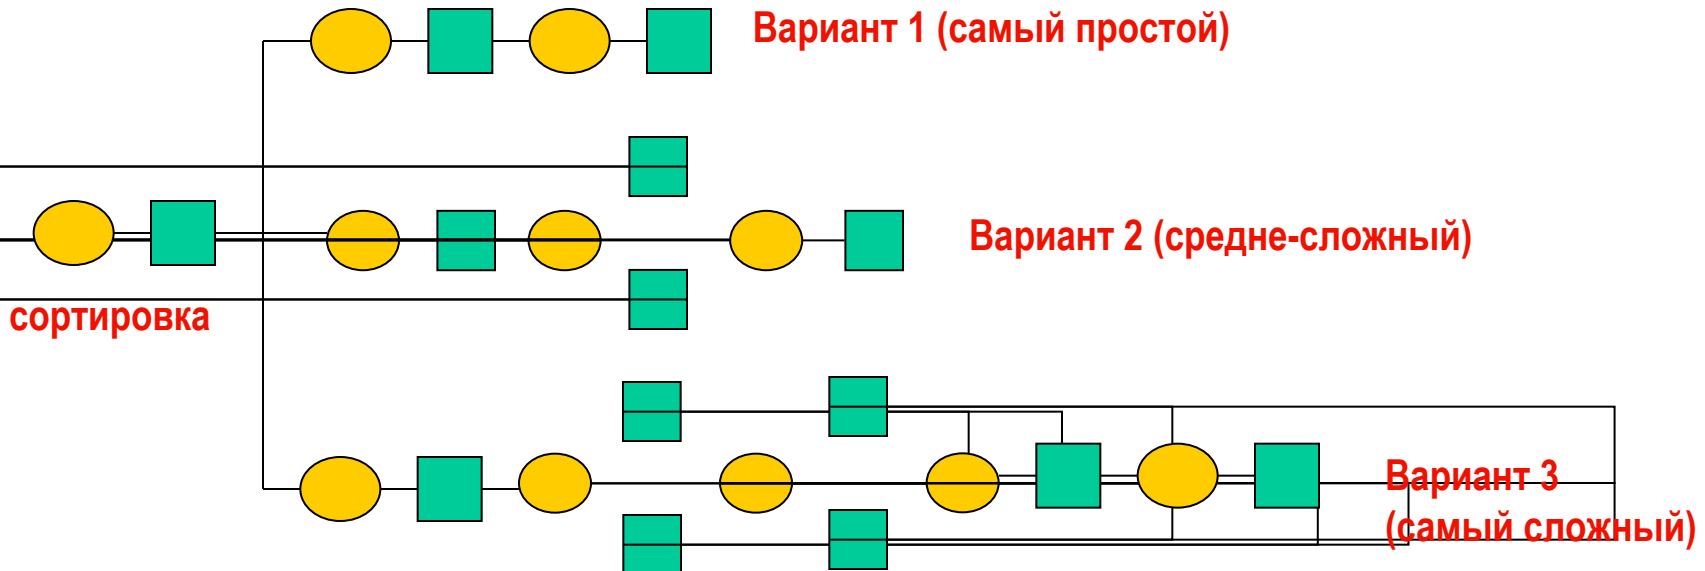 Вариант 1 (самый простой)
Вариант 2 (средне-сложный)
сортировка
Вариант 3
(самый сложный)